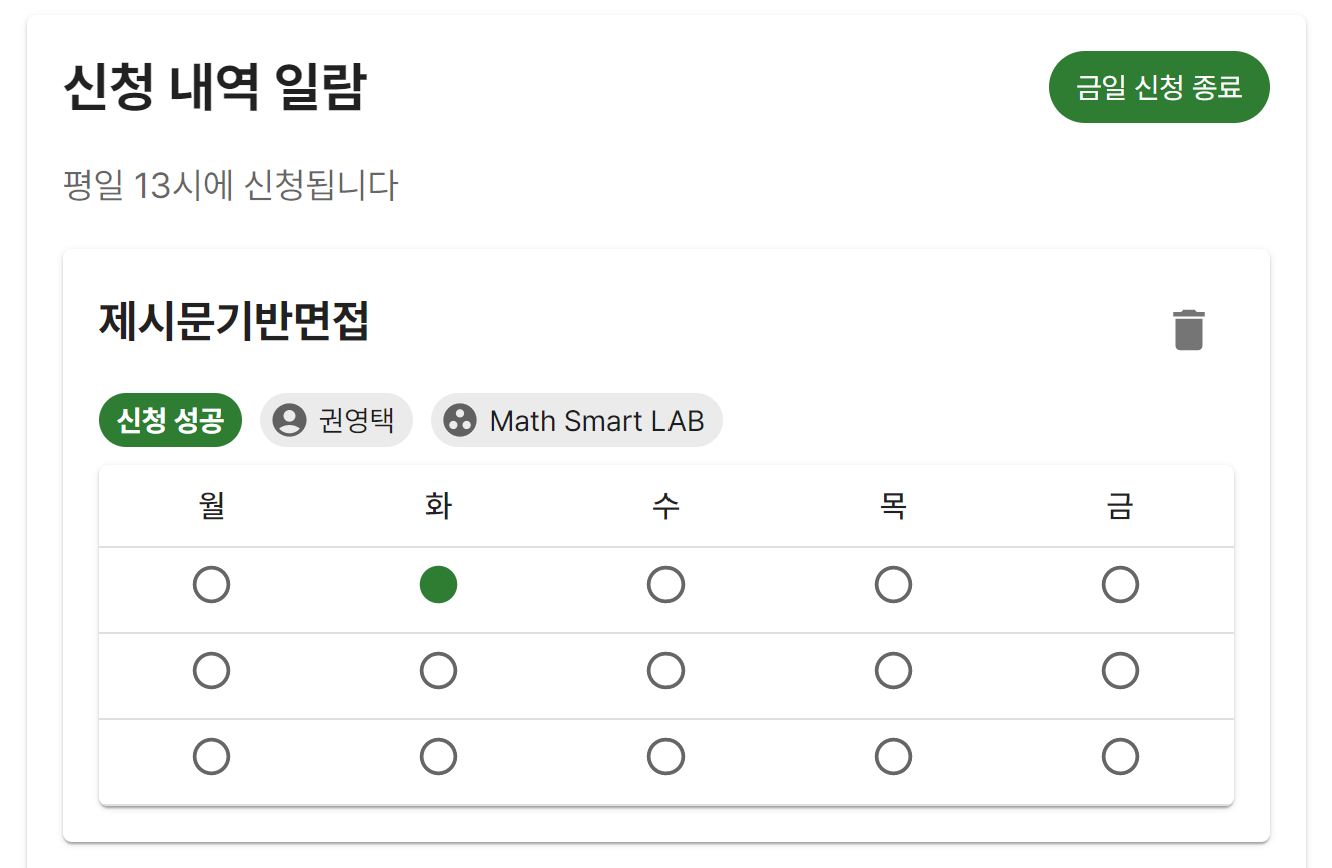 신청 내역 일람
금일 신청 종료
평일 13시에 신청됩니다
제시문기반면접
신청 성공 권영택 Math Smart LAB
월 화 수 목 금